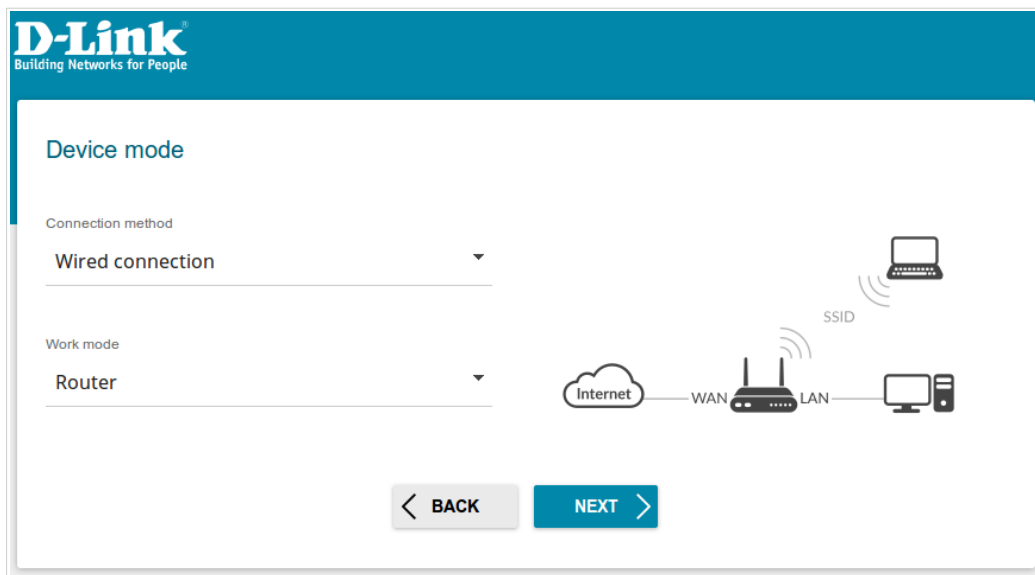 D-Link®
Building Networks for People
Device mode
Connection method
Wired connection
Work mode
Router
SSID
Internet
WAN
LAN
BACK
NEXT